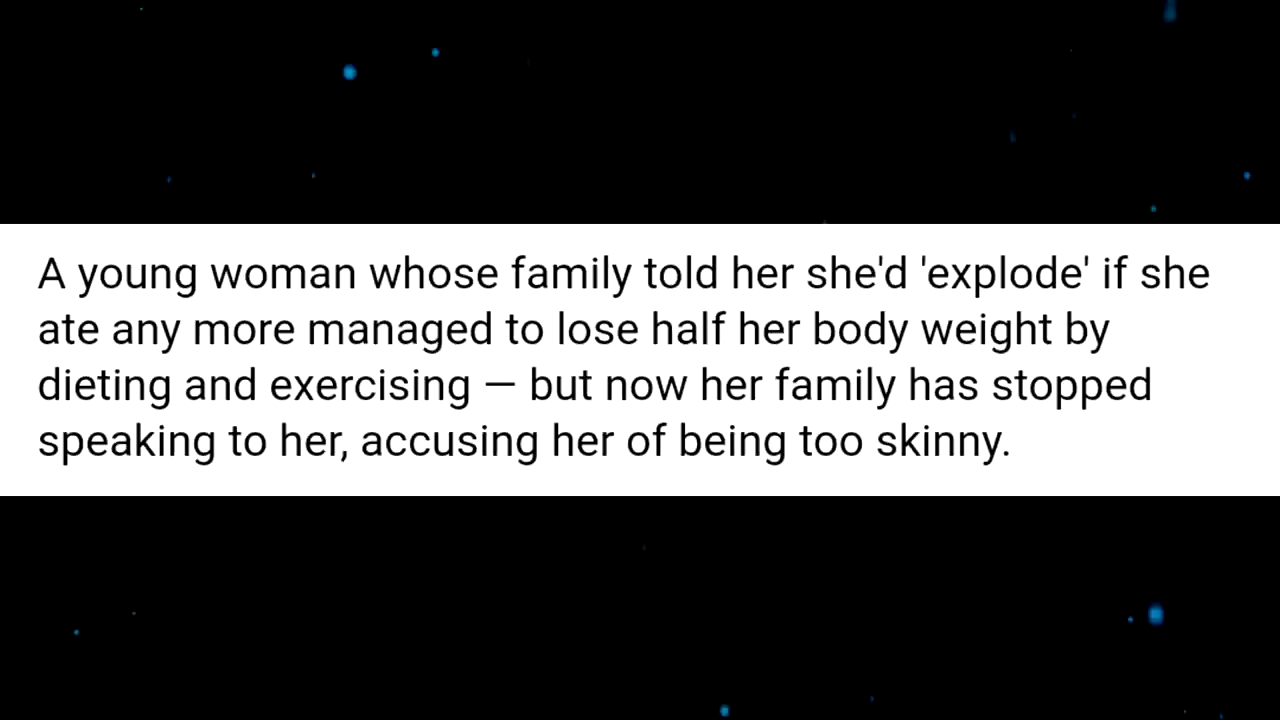 A young woman whose family told her she'd 'explode' if she
ate any more managed to lose half her body weight by
dieting and exercising — but now her family has stopped
speaking to her, accusing her of being too skinny.